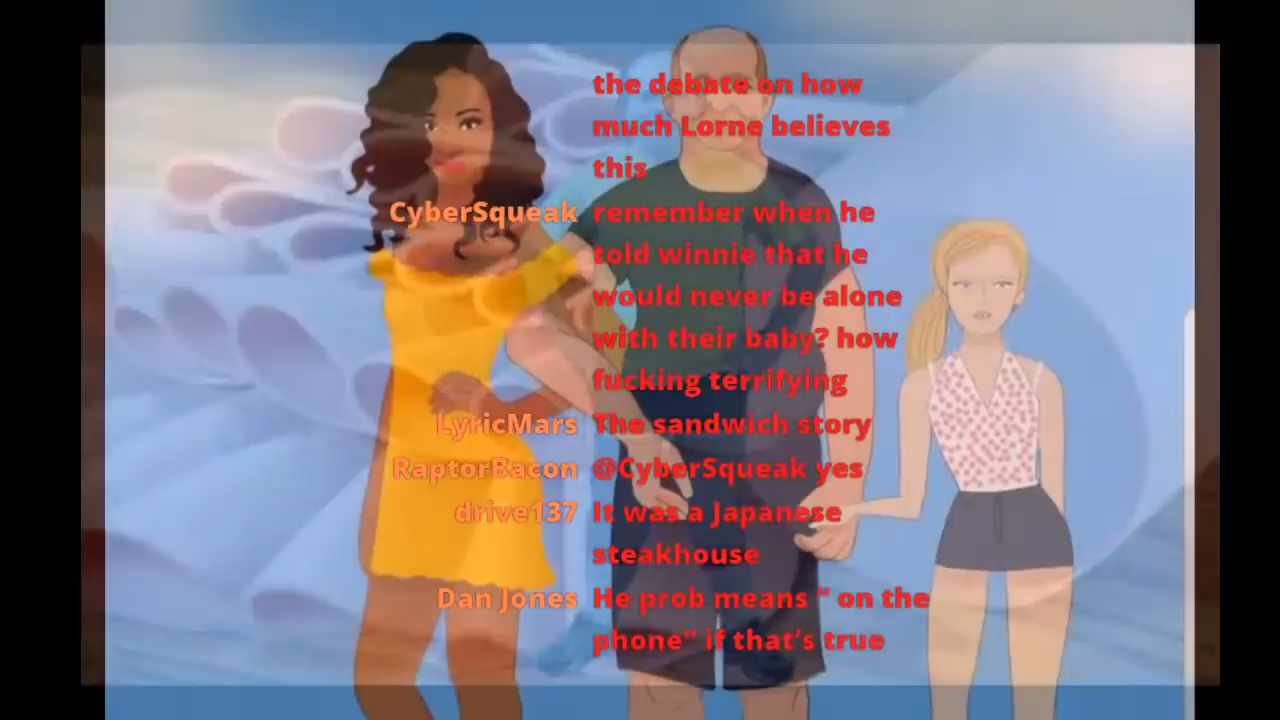 the debate on how
much Lorne believes
this
CyberSqueak remember when he
told winnie that he
would never be alone
with their baby? how
fucking terrifying
LyricMars The sandwich story
RaptorBacon @CyberSqueak yes
drive137 It was a Japanese
steakhouse
Dan Jones He prob means “ on the
phone" if that’s true